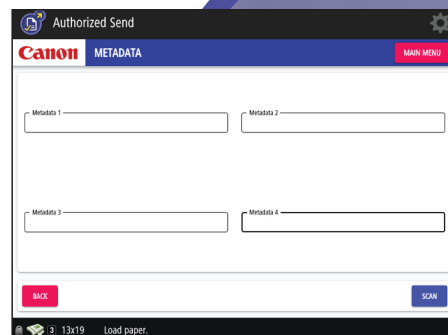 Authorized Send
Canon METADATA MAIN MENU
Metadata 1 Metadata 2
Metadata 3 Metadata 4
BACK SCAN
3 13x19 Load paper.